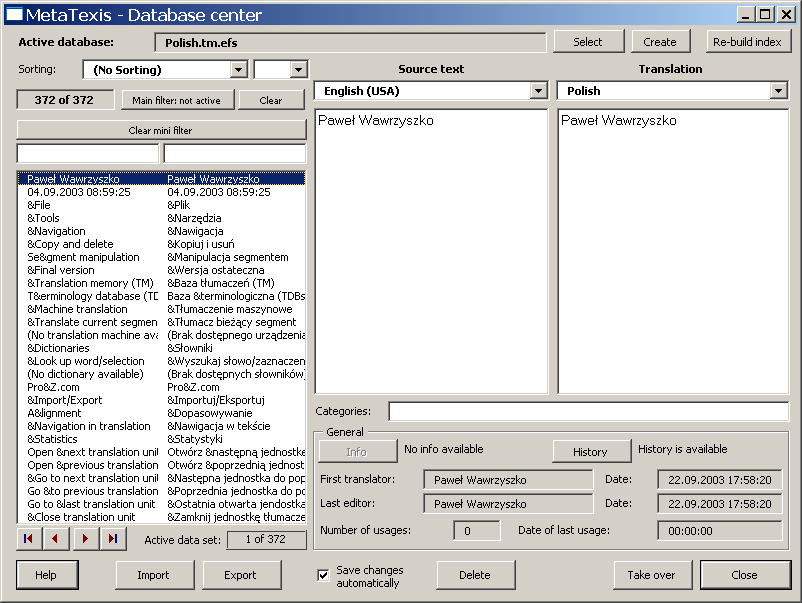 MetaTexis - Database center
Active database: Polish.tm.efs Select Create Re-build index
Sorting: (No Sorting) Source text Translation
372 of 372 Main filter: not active Clear English (USA) Polish
Clear mini filter
Paweł Wawrzyszko Paweł Wawrzyszko
Paweł Wawrzyszko Paweł Wawrzyszko
04.09.2003 08:59:25 04.09.2003 08:59:25
&File &Plik
&Tools &Narzędzia
&Navigation &Nawigacja
&Copy and delete &Kopiuj i usuń
Se&gment manipulation &Manipulacja segmentem
&Final version &Wersja ostateczna
&Translation memory (TM) &Baza tłumaczeń (TM)
T&erminology database (TD Baza &terminologiczna (TDBs
&Machine translation &Tłumaczenie maszynowe
&Translate current segmen &Tłumacz bieżący segment
(No translation machine ava (Brak dostępnego urządzenia
&Dictionaries &Słowniki
&Look up word/selection &Wyszukaj słowo/zaznaczen
(No dictionary available) (Brak dostępnych słowników)
Pro&Z.com Pro&Z.com
&Import/Export &Importuj/Eksportuj
A&lignment &Dopasowywanie
&Navigation in translation &Nawigacja w tekście
&Statistics &Statystyki
Open &next translation unit Otwórz &następną jednostkę
Open &previous translation Otwórz &poprzednią jednostk
&Go to next translation unit &Następna jednostka do po
Go &to previous translation &Poprzednia jednostka do pc
Go to &last translation unit &Ostatnia otwarta jendostka
&Close translation unit &Zamknij jednostkę tłumacze
Categories:
General
Info No info available History History is available
First translator: Paweł Wawrzyszko Date: 22.09.2003 17:58:20
Last editor: Paweł Wawrzyszko Date: 22.09.2003 17:58:20
Number of usages: 0 Date of last usage: 00:00:00
Active data set: 1 of 372
Help Import Export Save changes automatically Delete Take over Close